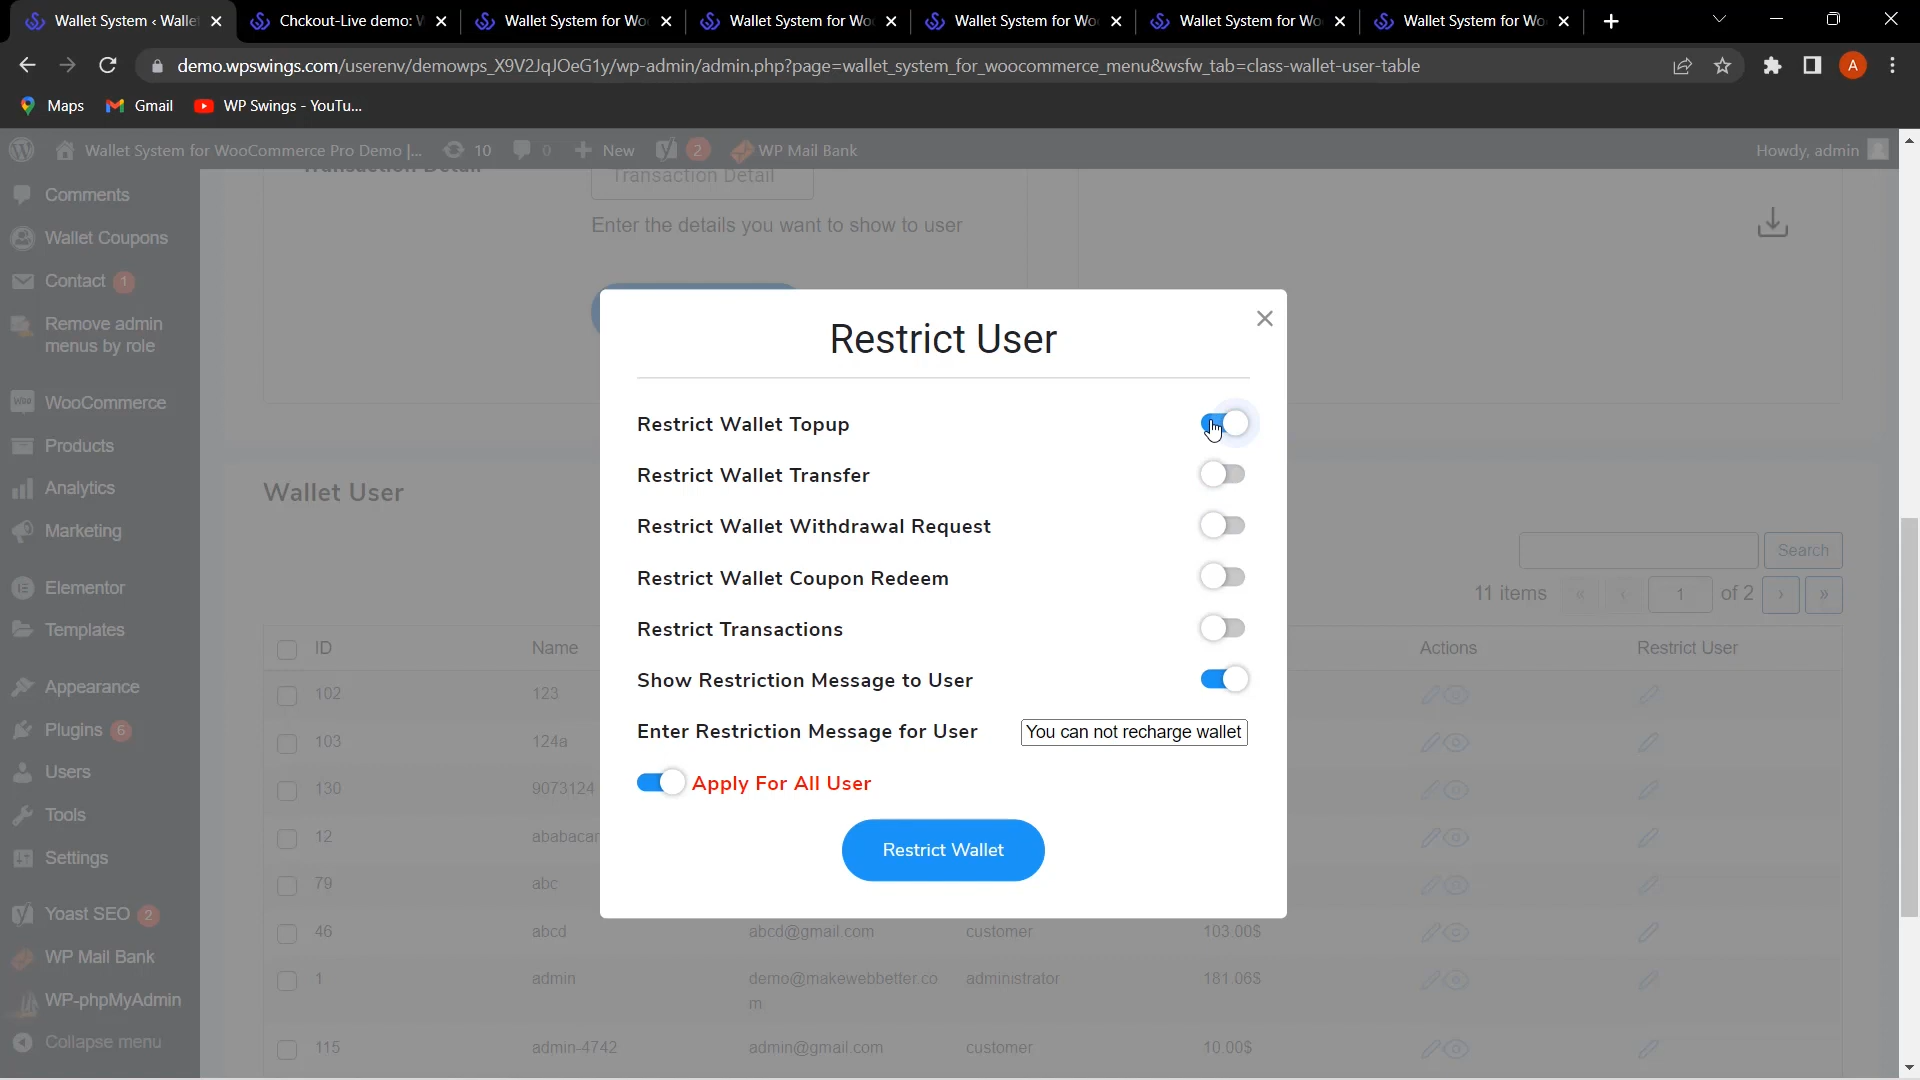 Wallet System ‹ Walle
Chckout-Live demo: W
Wallet System for Wo
Wallet System for Wo
Wallet System for Wo
Wallet System for Wo
Wallet System for Wo
demo.wpswings.com/userenv/demowps_X9V2JqJOeG1y/wp-admin/admin.php?page=wallet_system_for_woocommerce_menu&wsfw_tab=class-wallet-user-table
A
Maps
Gmail
WP Swings - YouTu...
Wallet System for WooCommerce Pro Demo |...
10
0
New
2
WP Mail Bank
Howdy, admin
Comments
Wallet Coupons
Contact 1
Remove admin
menus by role
WooCommerce
Products
Analytics
Marketing
Elementor
Templates
Appearance
Plugins 6
Users
Tools
Settings
Yoast SEO 2
WP Mail Bank
WP-phpMyAdmin
Collapse menu
Transaction Detail
Transaction Detail
Enter the details you want to show to user
Restrict User
Restrict Wallet Topup
Restrict Wallet Transfer
Restrict Wallet Withdrawal Request
Restrict Wallet Coupon Redeem
Restrict Transactions
Show Restriction Message to User
Enter Restriction Message for User
You can not recharge wallet
Apply For All User
Restrict Wallet
Wallet User
Search
11 items « ‹ 1 of 2 › »
ID Name Actions Restrict User
102 123
103 124a
130 9073124
12 ababacar
79 abc
46 abcd abcd@gmail.com customer 103.00$
1 admin demo@makewebbetter.co administrator 181.06$
m
115 admin-4742 admin@gmail.com customer 10.00$